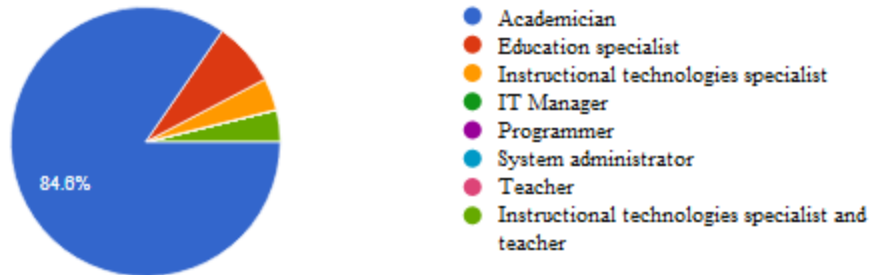 84.6%
Academician
Education specialist
Instructional technologies specialist
IT Manager
Programmer
System administrator
Teacher
Instructional technologies specialist and
teacher